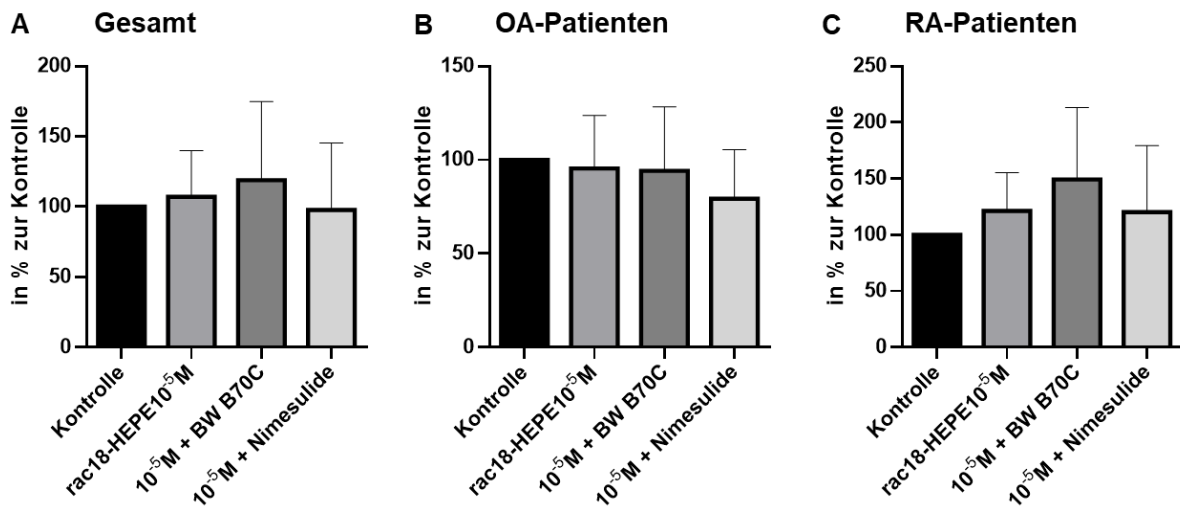 A Gesamt
in % zur Kontrolle
200
150
100
50
0
Kontrolle
rac18-HEPE10⁻⁵M
10⁻⁵M + BW B70C
10⁻⁵M + Nimesulide
B OA-Patienten
in % zur Kontrolle
150
100
50
0
Kontrolle
rac18-HEPE10⁻⁵M
10⁻⁵M + BW B70C
10⁻⁵M + Nimesulide
C RA-Patienten
in % zur Kontrolle
250
200
150
100
50
0
Kontrolle
rac18-HEPE10⁻⁵M
10⁻⁵M + BW B70C
10⁻⁵M + Nimesulide